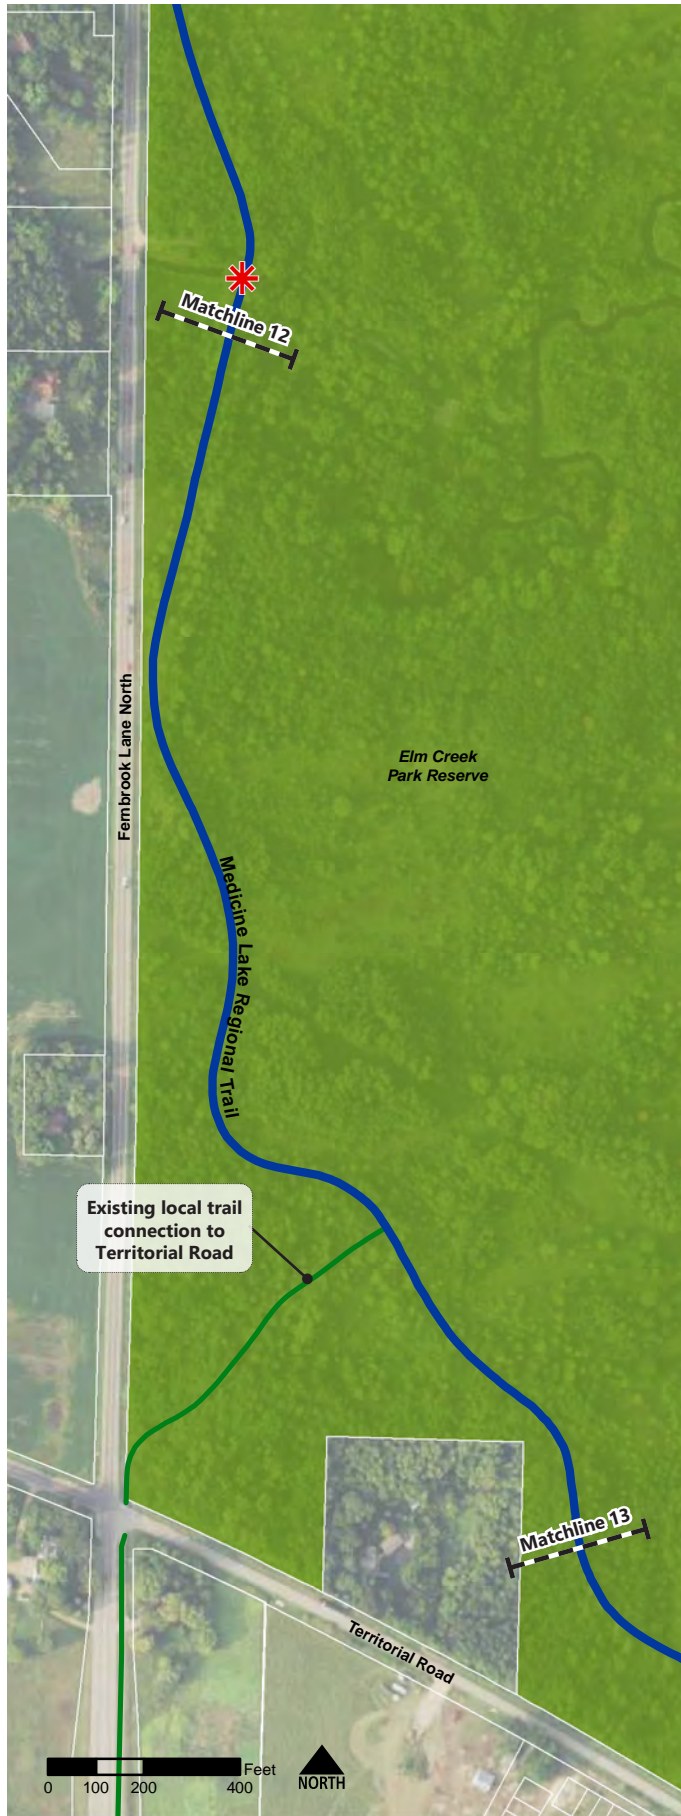 Matchline 12
Fernbrook Lane North
Elm Creek
Park Reserve
Medicine Lake Regional Trail
Existing local trail
connection to
Territorial Road
Matchline 13
Territorial Road
Feet
0 100 200 400
NORTH